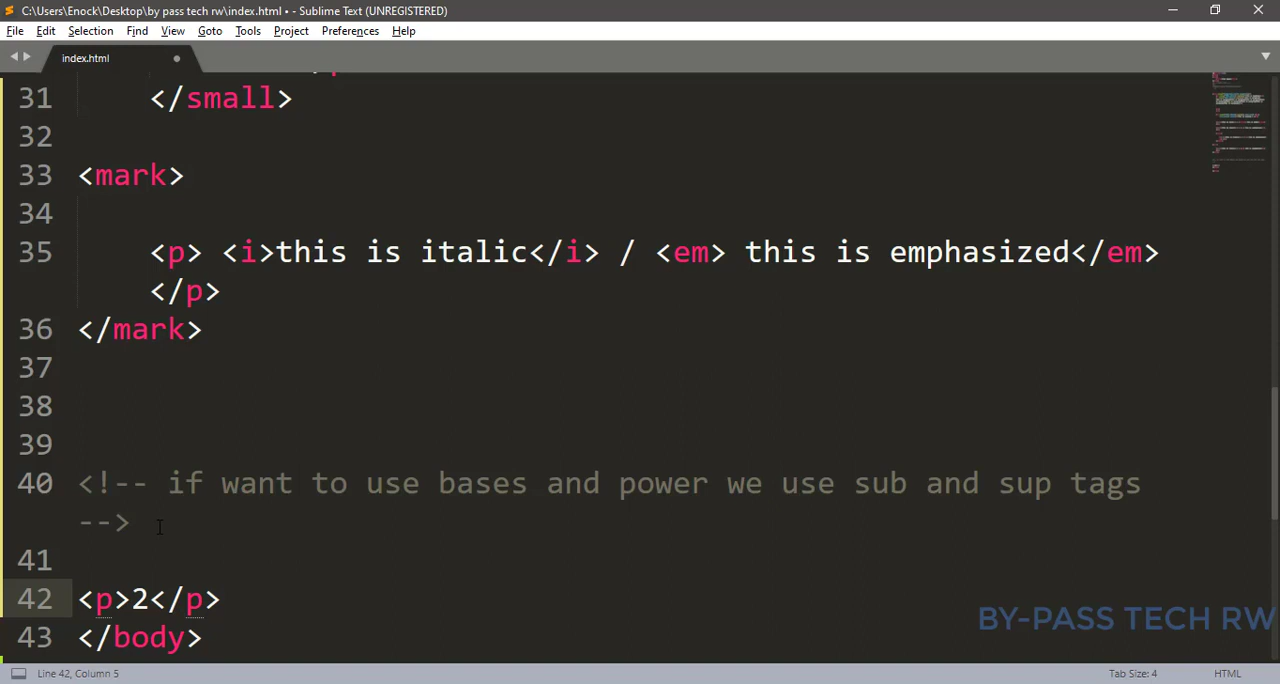 C:\Users\Enock\Desktop\by pass tech rw\index.html • - Sublime Text (UNREGISTERED)
File Edit Selection Find View Goto Tools Project Preferences Help
index.html
31 </small>
32
33 <mark>
34
35 <p> <i>this is italic</i> / <em> this is emphasized</em>
</p>
36 </mark>
37
38
39
40 <!-- if want to use bases and power we use sub and sup tags
-->
41
42 <p>2</p>
BY-PASS TECH RW
43 </body>
Line 42, Column 5 Tab Size: 4 HTML